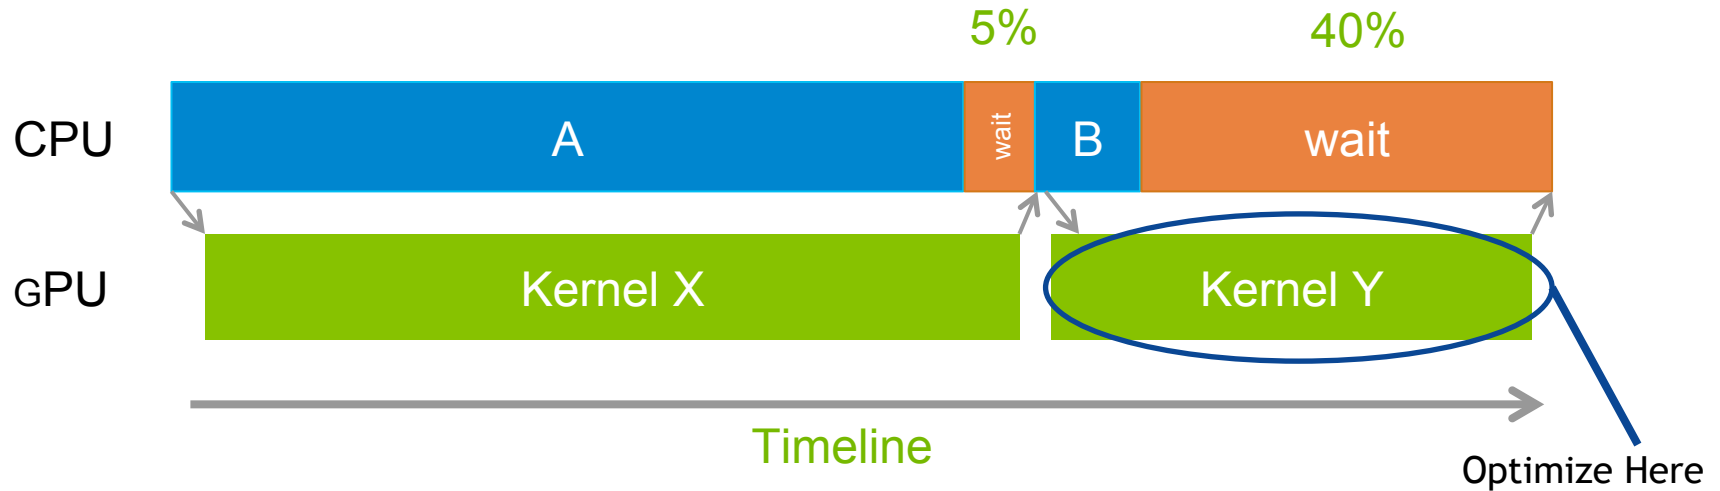 5% 40%
CPU A wait B wait
GPU Kernel X Kernel Y
Timeline
Optimize Here